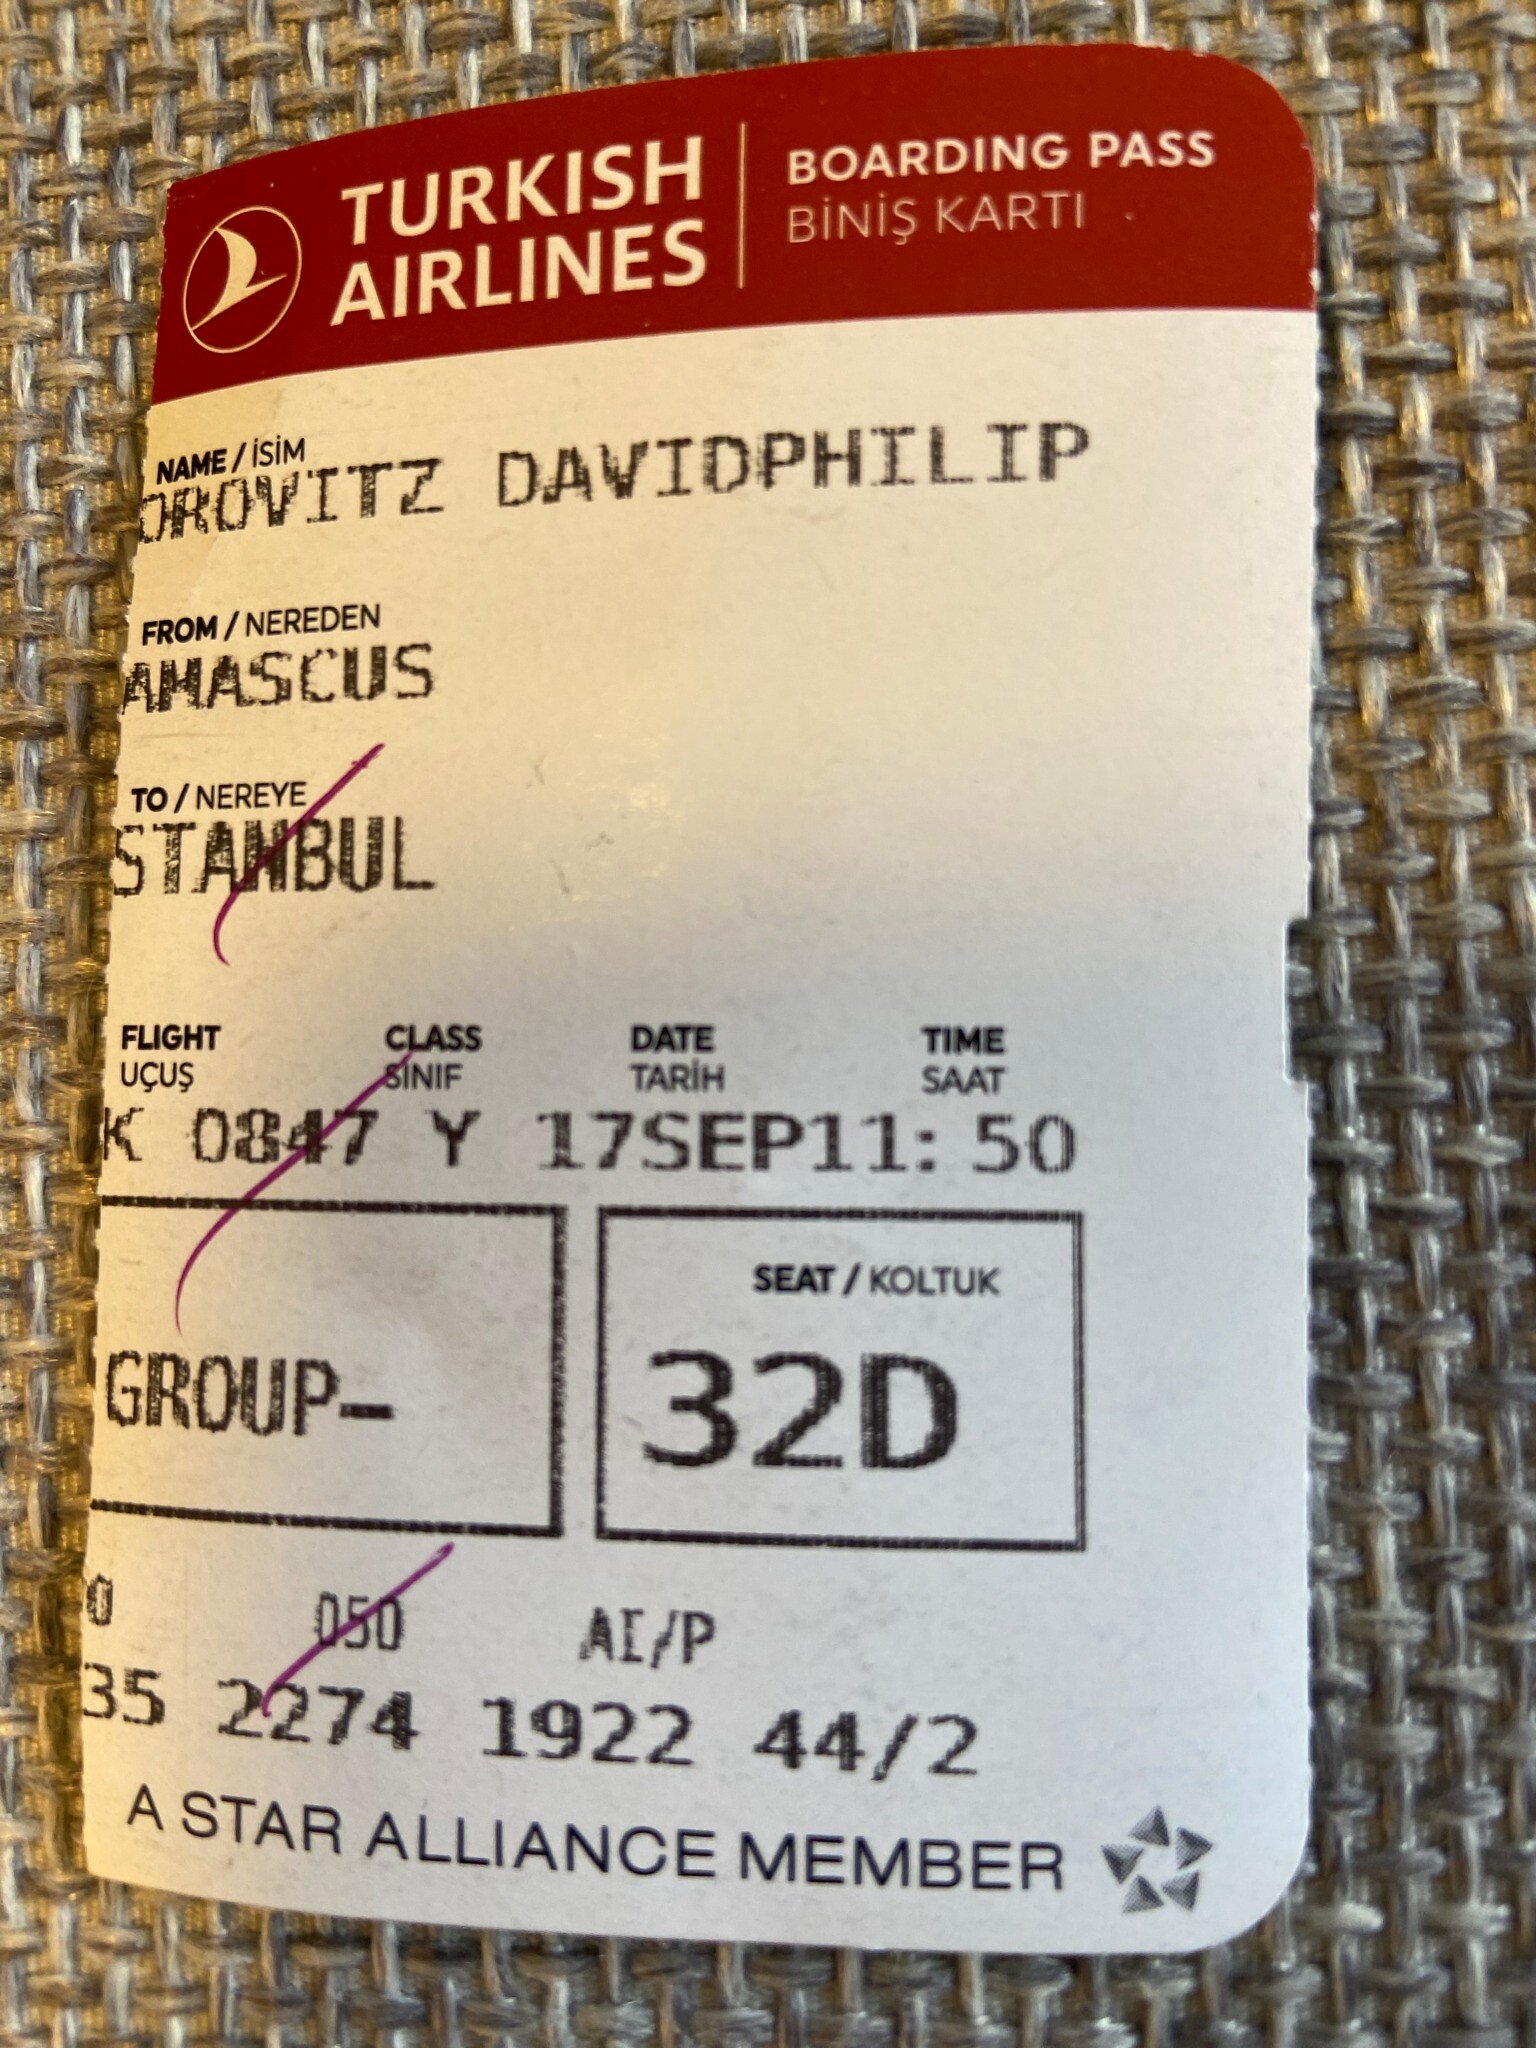 TURKISH
AIRLINES
BOARDING PASS
BİNİŞ KARTI
NAME / İSİM
OROVITZ DAVIDPHILIP
FROM / NEREDEN
AMASCUS
TO / NEREYE
STANBUL
FLIGHT CLASS DATE TIME
UÇUŞ SINIF TARİH SAAT
K 0847 Y 17SEP11:50
SEAT / KOLTUK
GROUP- 32D
0 050 AI/P
35 2274 1922 44/2
A STAR ALLIANCE MEMBER